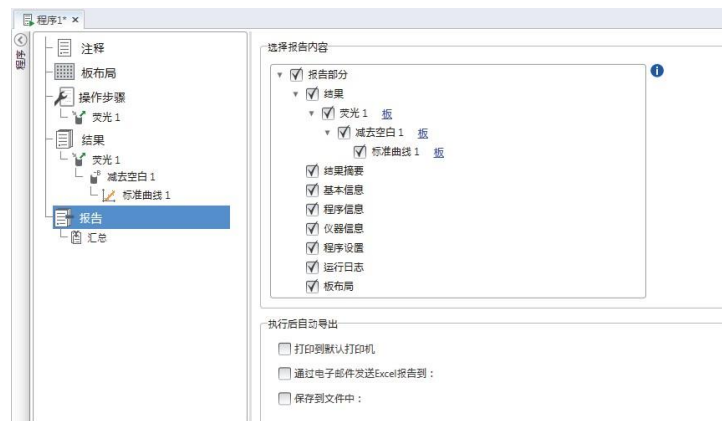 程序1* ×
程序
注释
板布局
操作步骤
荧光 1
结果
荧光 1
减去空白 1
标准曲线 1
报告
汇总
选择报告内容
报告部分
结果
荧光 1 板
减去空白 1 板
标准曲线 1 板
结果摘要
基本信息
程序信息
仪器信息
程序设置
运行日志
板布局
执行后自动导出
打印到默认打印机
通过电子邮件发送Excel报告到：
保存到文件中：